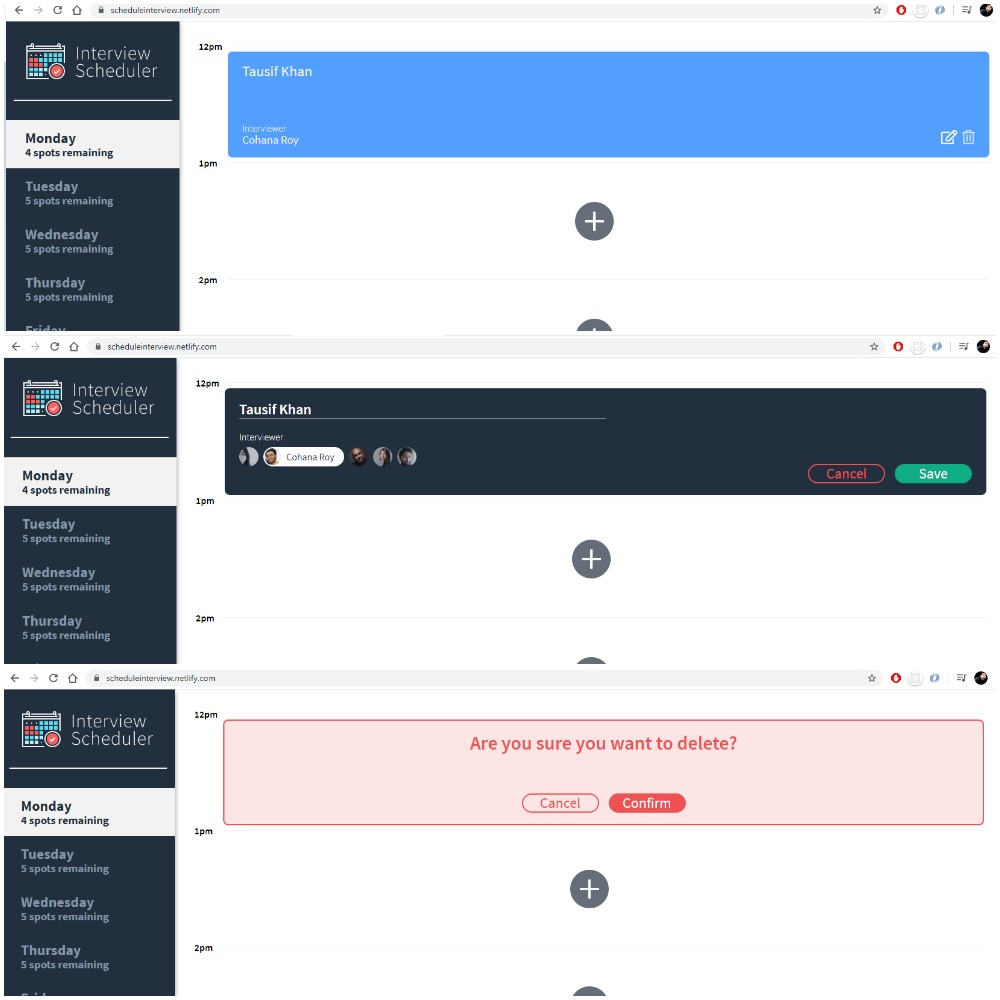 scheduleinterview.netlify.com
Interview
Scheduler
Monday
4 spots remaining
Tuesday
5 spots remaining
Wednesday
5 spots remaining
Thursday
5 spots remaining
Friday
12pm
Tausif Khan
Interviewer
Cohana Roy
1pm
2pm
scheduleinterview.netlify.com
Interview
Scheduler
Monday
4 spots remaining
Tuesday
5 spots remaining
Wednesday
5 spots remaining
Thursday
5 spots remaining
12pm
Tausif Khan
Interviewer
Cohana Roy
Cancel Save
1pm
2pm
scheduleinterview.netlify.com
Interview
Scheduler
Monday
4 spots remaining
Tuesday
5 spots remaining
Wednesday
5 spots remaining
Thursday
5 spots remaining
12pm
Are you sure you want to delete?
Cancel Confirm
1pm
2pm